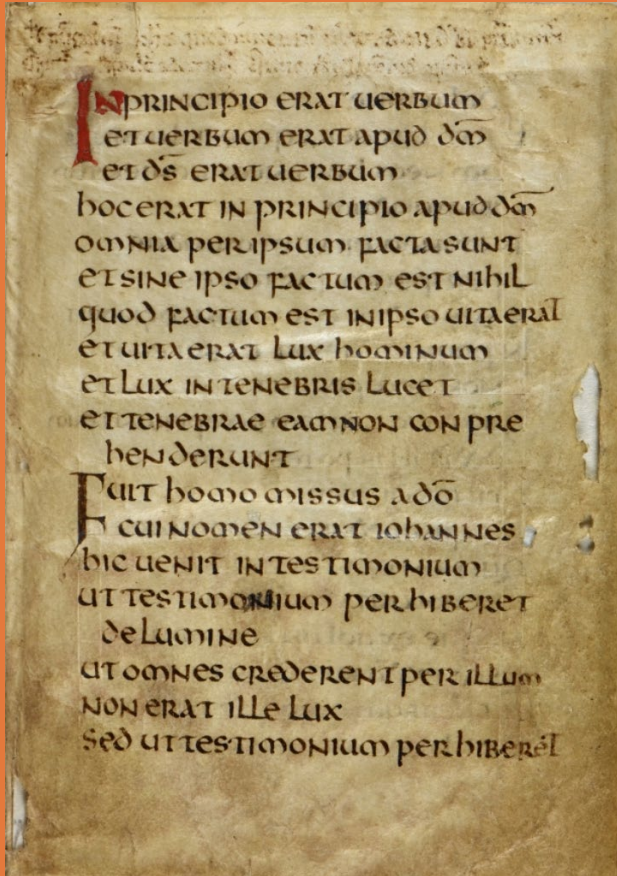 IN PRINCIPIO ERAT UERBUM
ET UERBUM ERAT APUD DM̄
ET DS̄ ERAT UERBUM
HOC ERAT IN PRINCIPIO APUD DM̄
OMNIA PER IPSUM FACTA SUNT
ET SINE IPSO FACTUM EST NIHIL
QUOD FACTUM EST IN IPSO UITA ERAT
ET UITA ERAT LUX HOMINUM
ET LUX IN TENEBRIS LUCET
ET TENEBRAE EAM NON CONPRE
HENDERUNT
FUIT HOMO MISSUS A DŌ
CUI NOMEN ERAT IOHANNES
HIC UENIT IN TESTIMONIUM
UT TESTIMONIUM PERHIBERET
DE LUMINE
UT OMNES CREDERENT PER ILLUM
NON ERAT ILLE LUX
SED UT TESTIMONIUM PERHIBERET